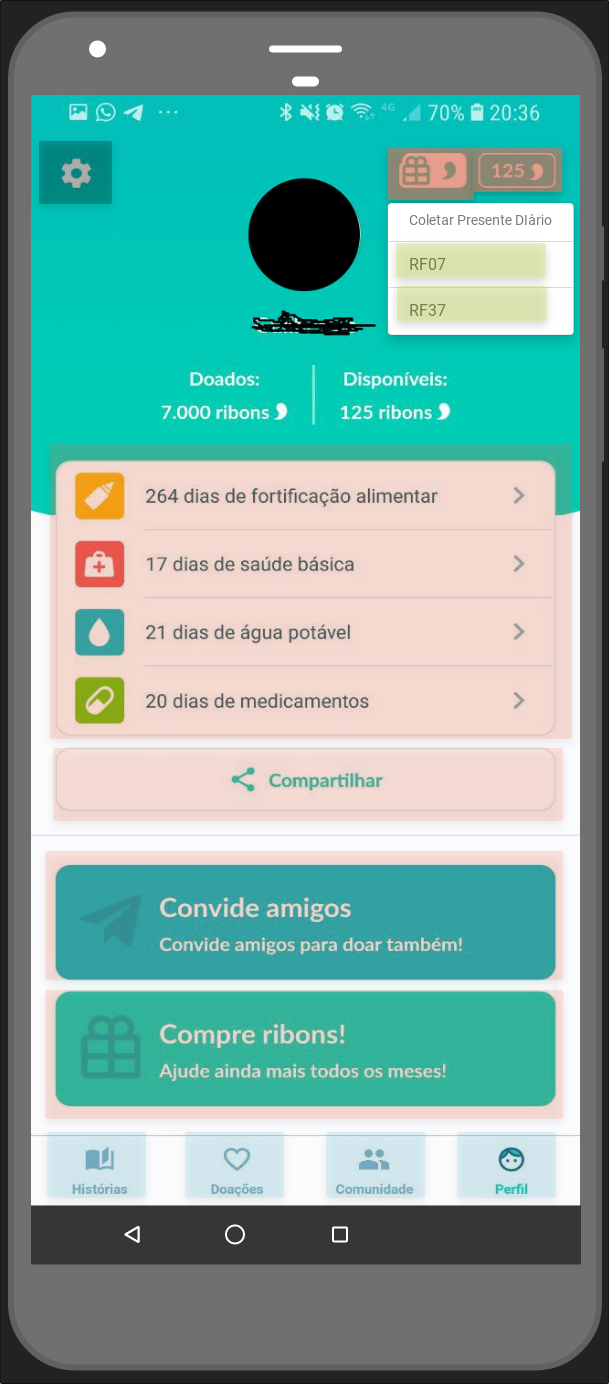 4G 70% 20:36
125
Coletar Presente DIário
RF07
RF37
Doados:
7.000 ribons
Disponíveis:
125 ribons
264 dias de fortificação alimentar
17 dias de saúde básica
21 dias de água potável
20 dias de medicamentos
Compartilhar
Convide amigos
Convide amigos para doar também!
Compre ribons!
Ajude ainda mais todos os meses!
Histórias Doações Comunidade Perfil